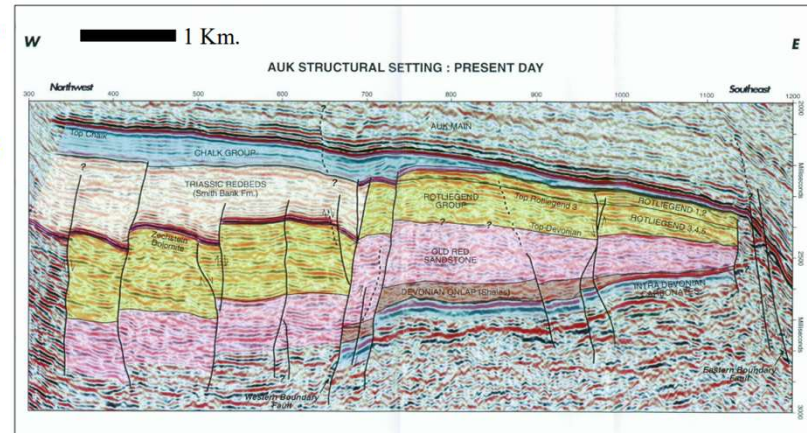 1 Km.
W
E
AUK STRUCTURAL SETTING : PRESENT DAY
Northwest
Southeast
300 400 500 600 700 800 900 1000 1100 1200
2000
?
AUK MAIN
Top Chalk
CHALK GROUP
?
?
TRIASSIC REDBEDS
(Smith Bank Fm.)
ROTLIEGEND
GROUP
Top Rotliegend 3
ROTLIEGEND 1,2
ROTLIEGEND 3,4,5
Milliseconds
Zechstein
Dolomite
?
Top Devonian
OLD RED
SANDSTONE
2500
DEVONIAN ONLAP (Shales)
INTRA DEVONIAN
CARBONATES
Milliseconds
?
Western Boundary
Fault
Eastern Boundary
Fault
3000